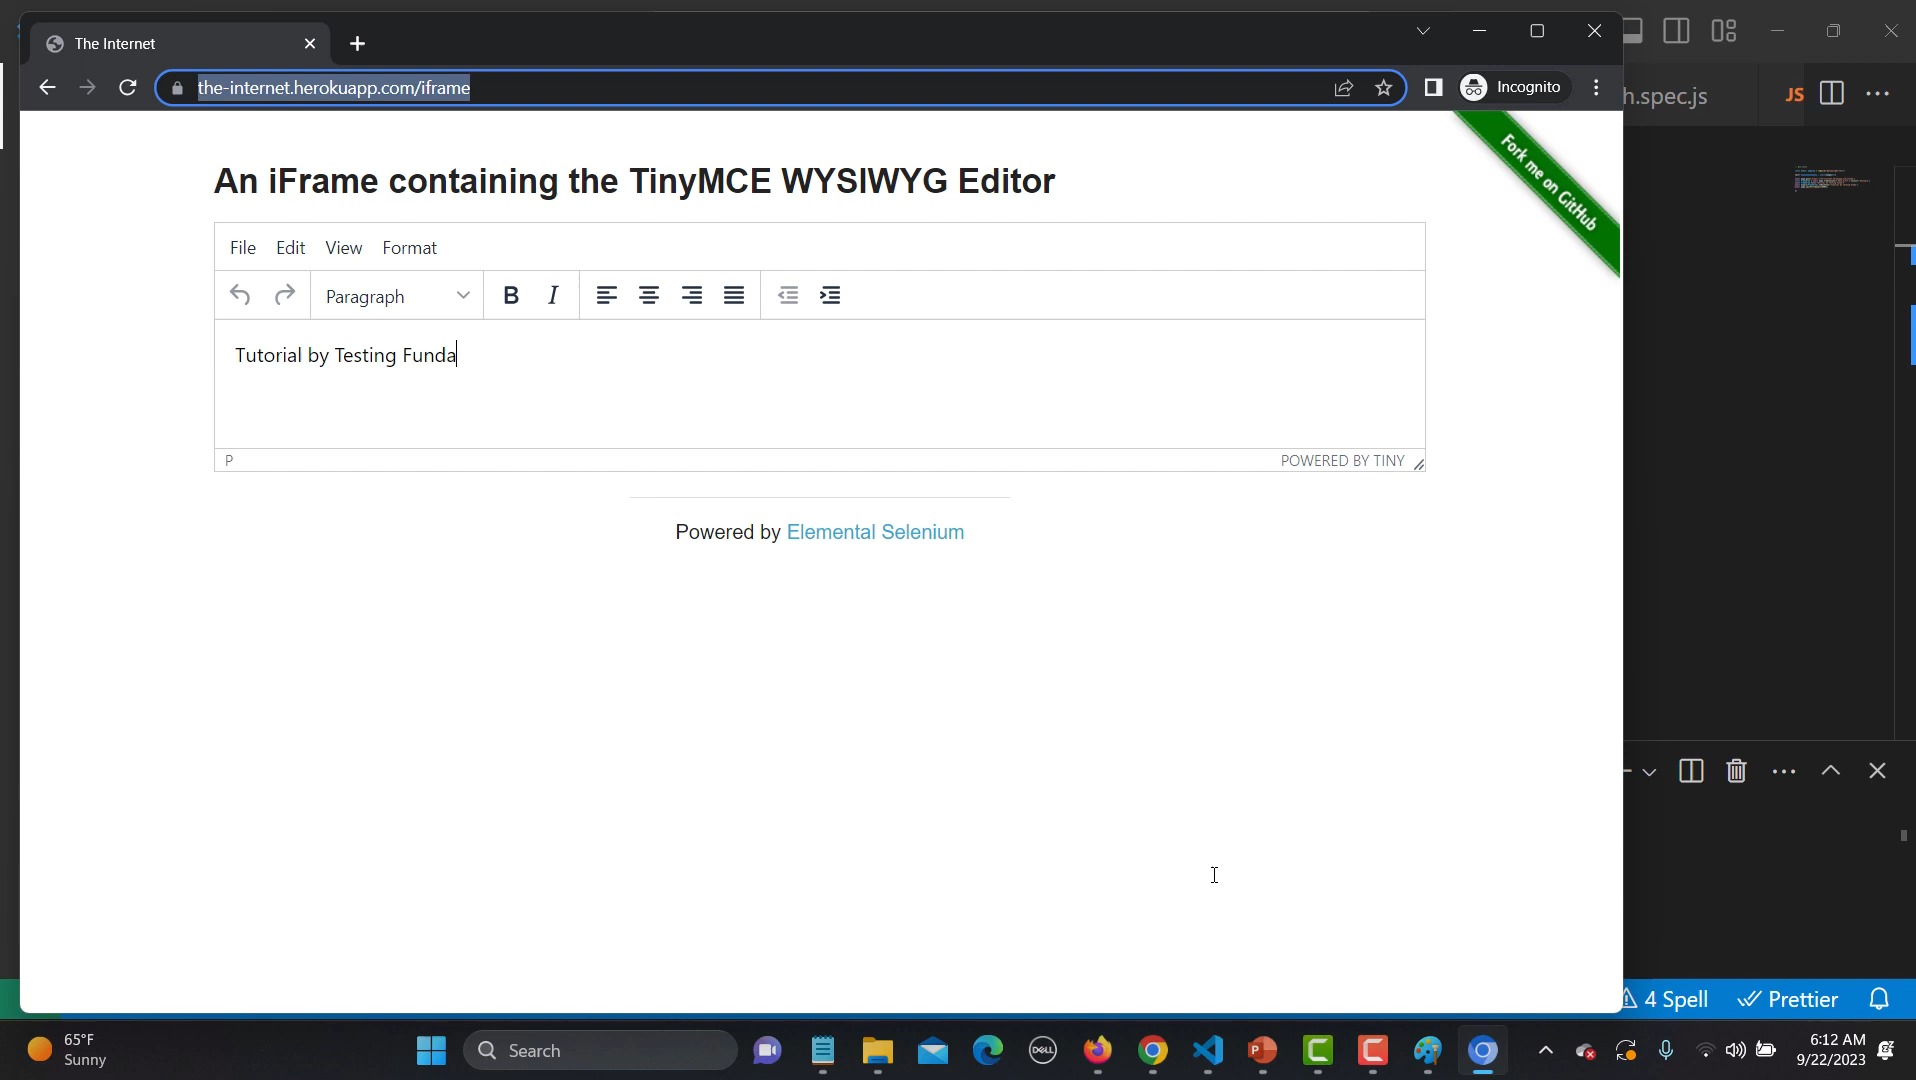 The Internet
the-internet.herokuapp.com/iframe
Incognito
h.spec.js
JS
Fork me on GitHub
An iFrame containing the TinyMCE WYSIWYG Editor
File Edit View Format
Paragraph
B I
Tutorial by Testing Funda
P
POWERED BY TINY
Powered by Elemental Selenium
4 Spell
Prettier
65°F
Sunny
Search
DELL
6:12 AM
9/22/2023